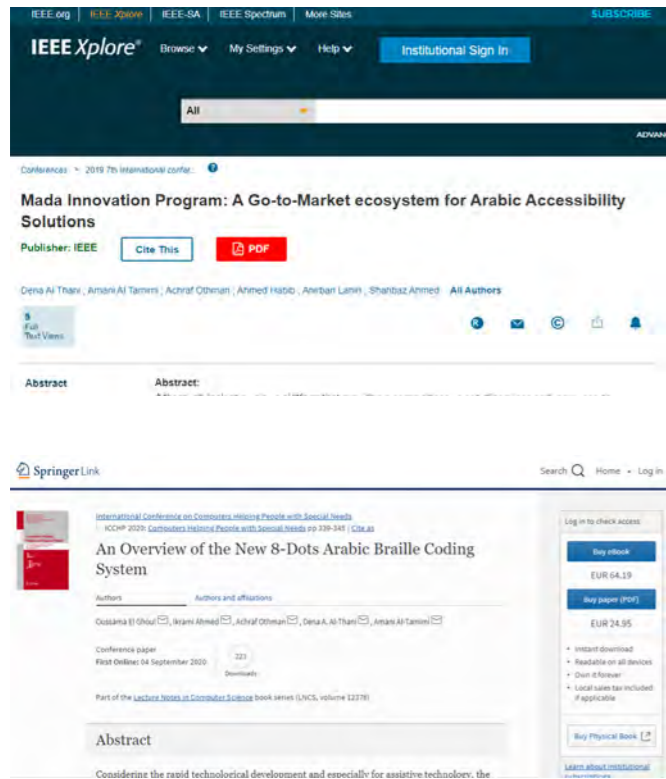 IEEE.org | IEEE Xplore | IEEE-SA | IEEE Spectrum | More Sites SUBSCRIBE
IEEE Xplore® Browse My Settings Help Institutional Sign In
All
ADVAN
Conferences > 2019 7th International confer...
Mada Innovation Program: A Go-to-Market ecosystem for Arabic Accessibility
Solutions
Publisher: IEEE Cite This PDF
Dena Al Thani ; Amani Al Tamimi ; Achraf Othman ; Ahmed Habib ; Anirban Lahiri ; Shahbaz Ahmed All Authors
Full
Text Views
Abstract Abstract:
Springer Link Search Home • Log in
International Conference on Computers Helping People with Special Needs
ICCHP 2020: Computers Helping People with Special Needs pp 339-345 | Cite as
An Overview of the New 8-Dots Arabic Braille Coding
System
Authors Authors and affiliations
Oussama El Ghoul, Ikrami Ahmed, Achraf Othman, Dena A. Al-Thani, Amani Al-Tamimi
Conference paper
First Online: 04 September 2020
221
Downloads
Part of the Lecture Notes in Computer Science book series (LNCS, volume 12376)
Abstract
Considering the rapid technological development and especially for assistive technology, the
Log in to check access
Buy eBook
EUR 64.19
Buy paper (PDF)
EUR 24.95
• Instant download
• Readable on all devices
• Own it forever
• Local sales tax included
if applicable
Buy Physical Book
Learn about institutional
subscriptions